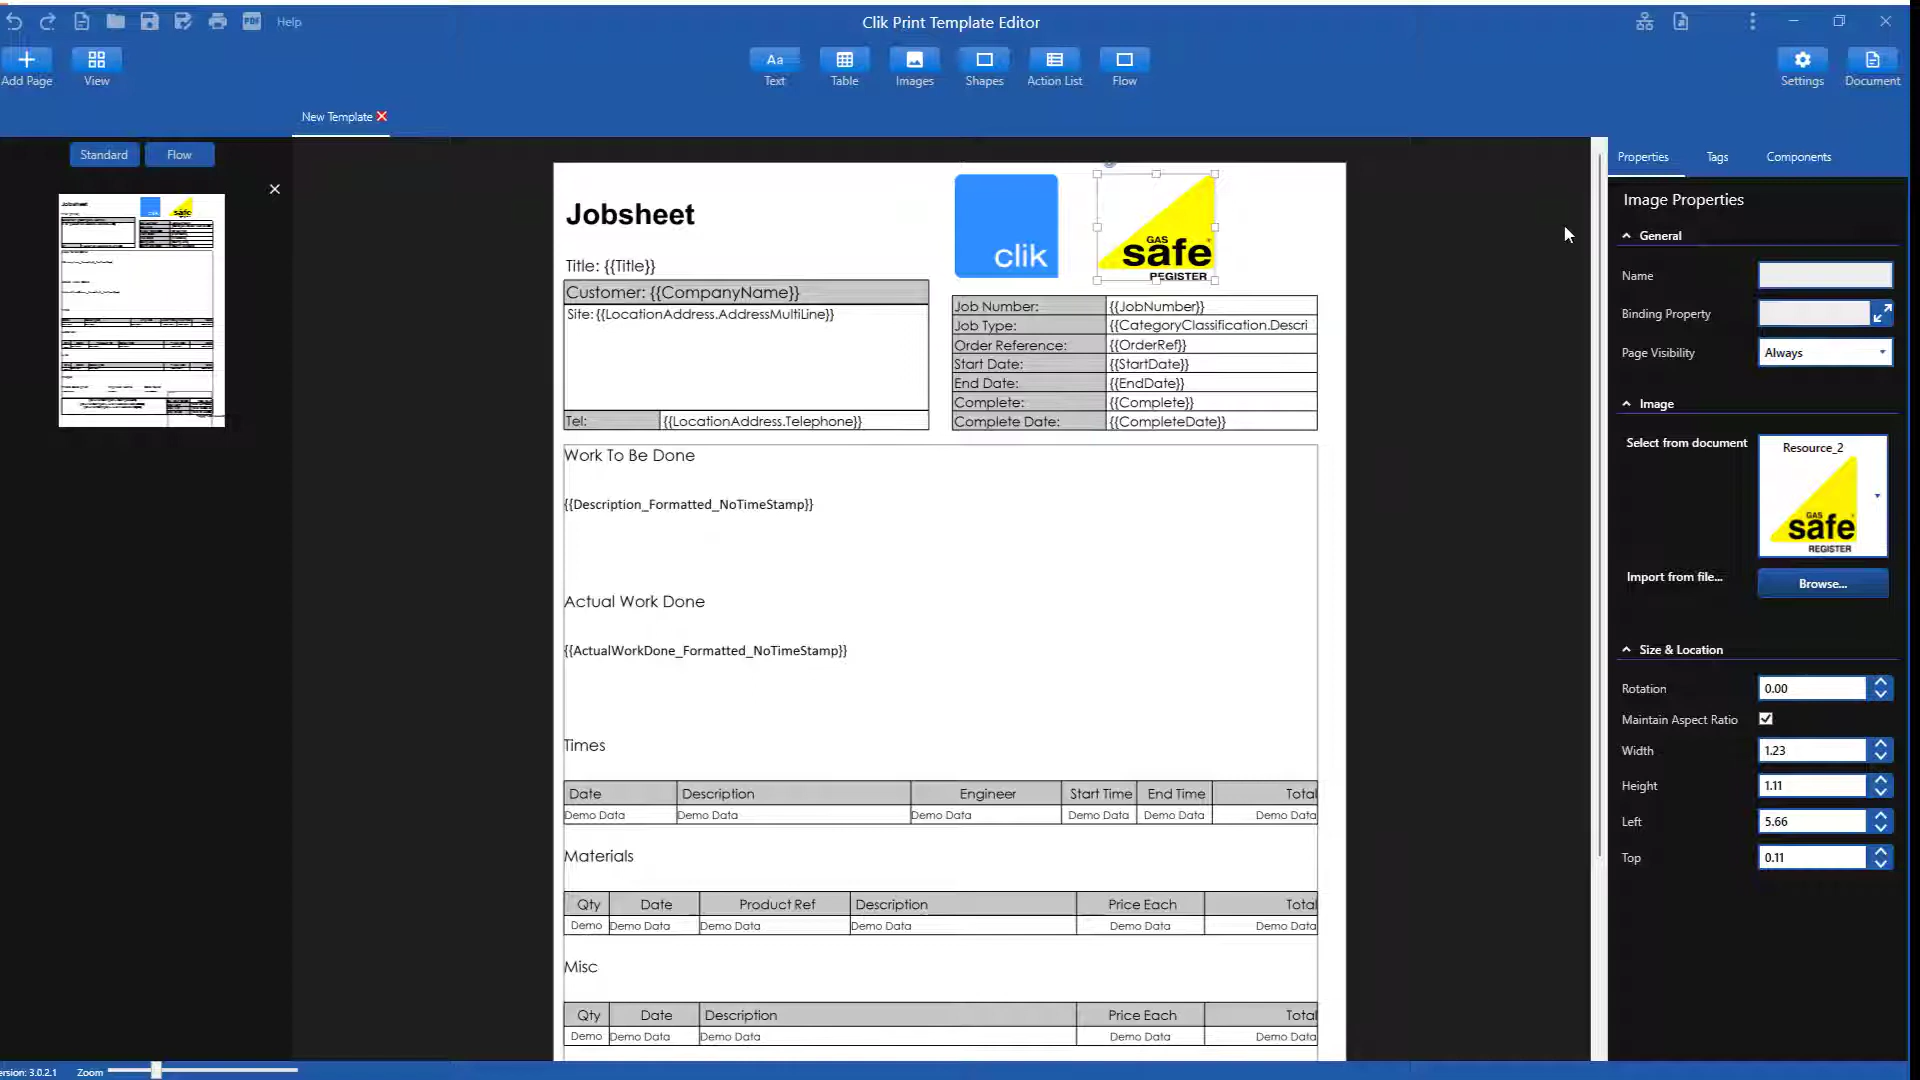 Help
Clik Print Template Editor
Add Page
View
Aa
Text
Table
Images
Shapes
Action List
Flow
Settings
Document
New Template
Standard
Flow
Jobsheet
clik
GAS
safe
REGISTER
Title: {{Title}}
Customer: {{CompanyName}}
Site: {{LocationAddress.AddressMultiLine}}
Tel:
{{LocationAddress.Telephone}}
Job Number: {{JobNumber}}
Job Type: {{CategoryClassification.Descri
Order Reference: {{OrderRef}}
Start Date: {{StartDate}}
End Date: {{EndDate}}
Complete: {{Complete}}
Complete Date: {{CompleteDate}}
Work To Be Done
{{Description_Formatted_NoTimeStamp}}
Actual Work Done
{{ActualWorkDone_Formatted_NoTimeStamp}}
Times
Date Description Engineer Start Time End Time Total
Demo Data Demo Data Demo Data Demo Data Demo Data Demo Data
Materials
Qty Date Product Ref Description Price Each Total
Demo Demo Data Demo Data Demo Data Demo Data Demo Data
Misc
Qty Date Description Price Each Total
Demo Demo Data Demo Data Demo Data Demo Data
Properties
Tags
Components
Image Properties
General
Name
Binding Property
Page Visibility Always
Image
Select from document
Resource_2
GAS
safe
REGISTER
Import from file...
Browse...
Size & Location
Rotation 0.00
Maintain Aspect Ratio
Width 1.23
Height 1.11
Left 5.66
Top 0.11
ersion: 3.0.2.1
Zoom